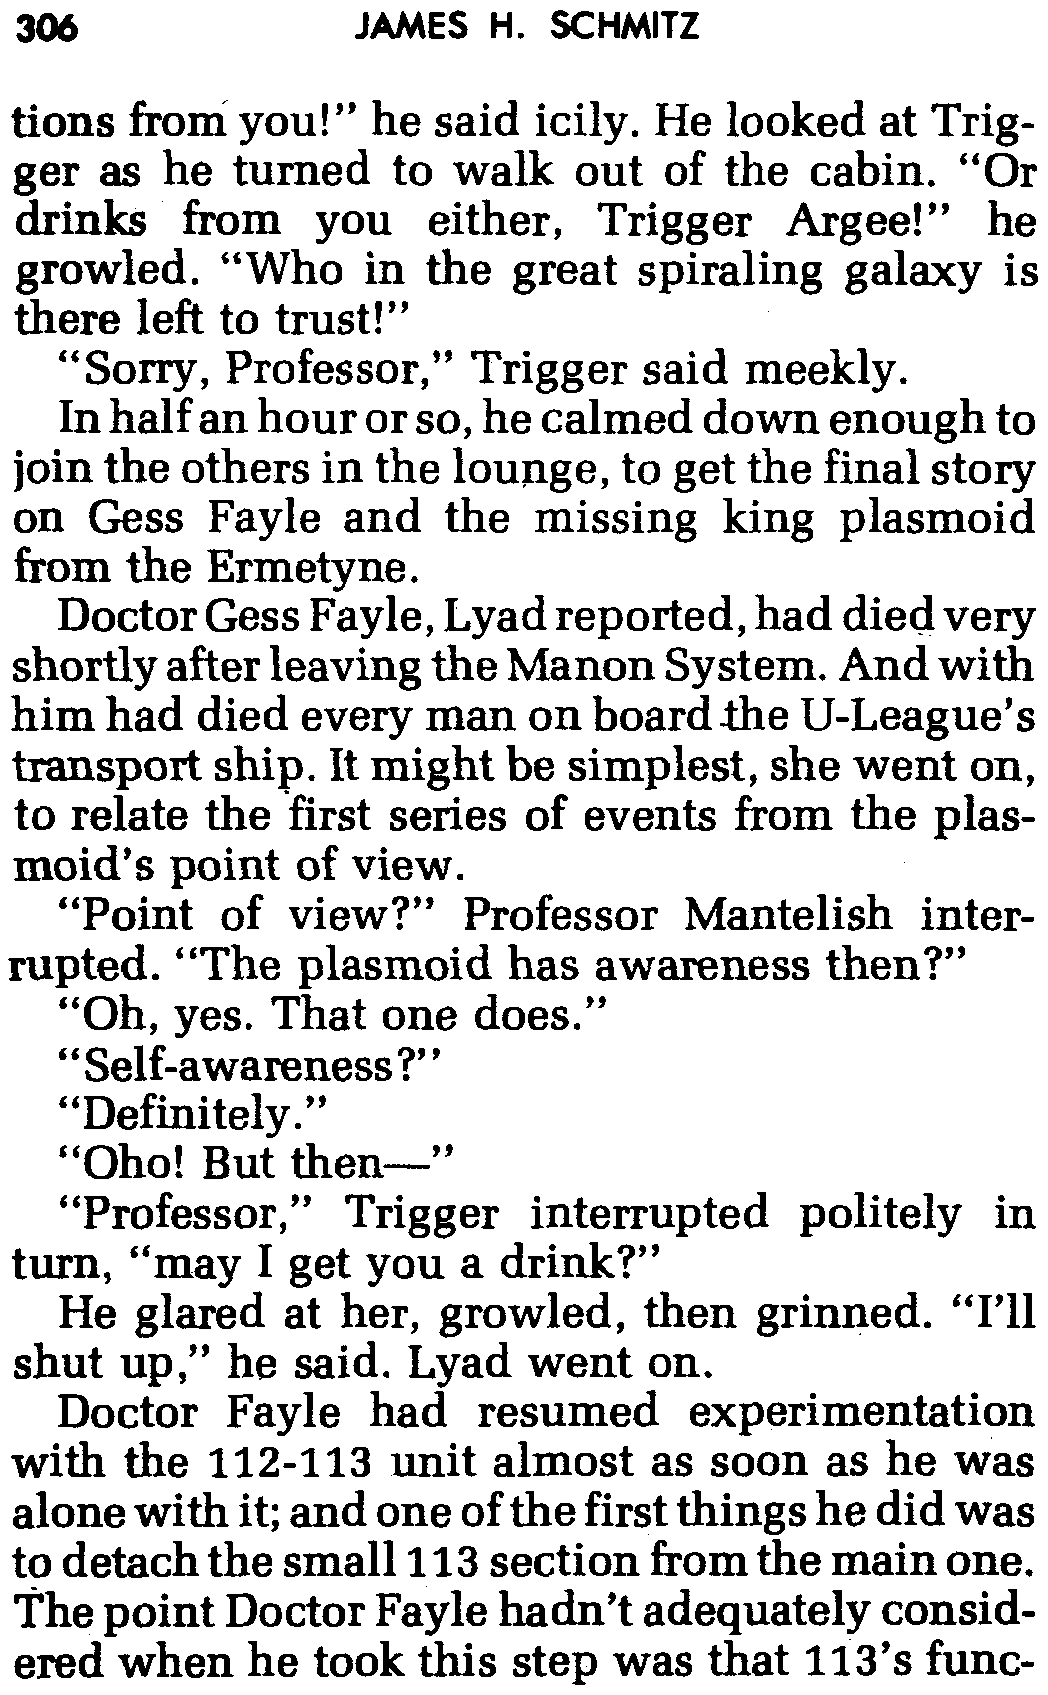 306 JAMES H. SCHMITZ
tions from you!” he said icily. He looked at Trig-
ger as he turned to walk out of the cabin. “Or
drinks from you either, Trigger Argee!” he
growled. “Who in the great spiraling galaxy is
there left to trust!”
“Sorry, Professor,” Trigger said meekly.
In half an hour or so, he calmed down enough to
join the others in the lounge, to get the final story
on Gess Fayle and the missing king plasmoid
from the Ermetyne.
Doctor Gess Fayle, Lyad reported, had died very
shortly after leaving the Manon System. And with
him had died every man on board the U-League’s
transport ship. It might be simplest, she went on,
to relate the first series of events from the plas-
moid’s point of view.
“Point of view?” Professor Mantelish inter-
rupted. “The plasmoid has awareness then?”
“Oh, yes. That one does.”
“Self-awareness?”
“Definitely.”
“Oho! But then—”
“Professor,” Trigger interrupted politely in
turn, “may I get you a drink?”
He glared at her, growled, then grinned. “I’ll
shut up,” he said. Lyad went on.
Doctor Fayle had resumed experimentation
with the 112-113 unit almost as soon as he was
alone with it; and one of the first things he did was
to detach the small 113 section from the main one.
The point Doctor Fayle hadn’t adequately consid-
ered when he took this step was that 113’s func-